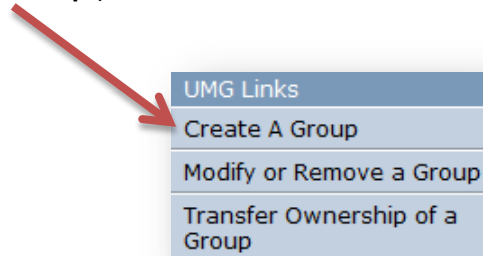 UMG Links
Create A Group
Modify or Remove a Group
Transfer Ownership of a
Group